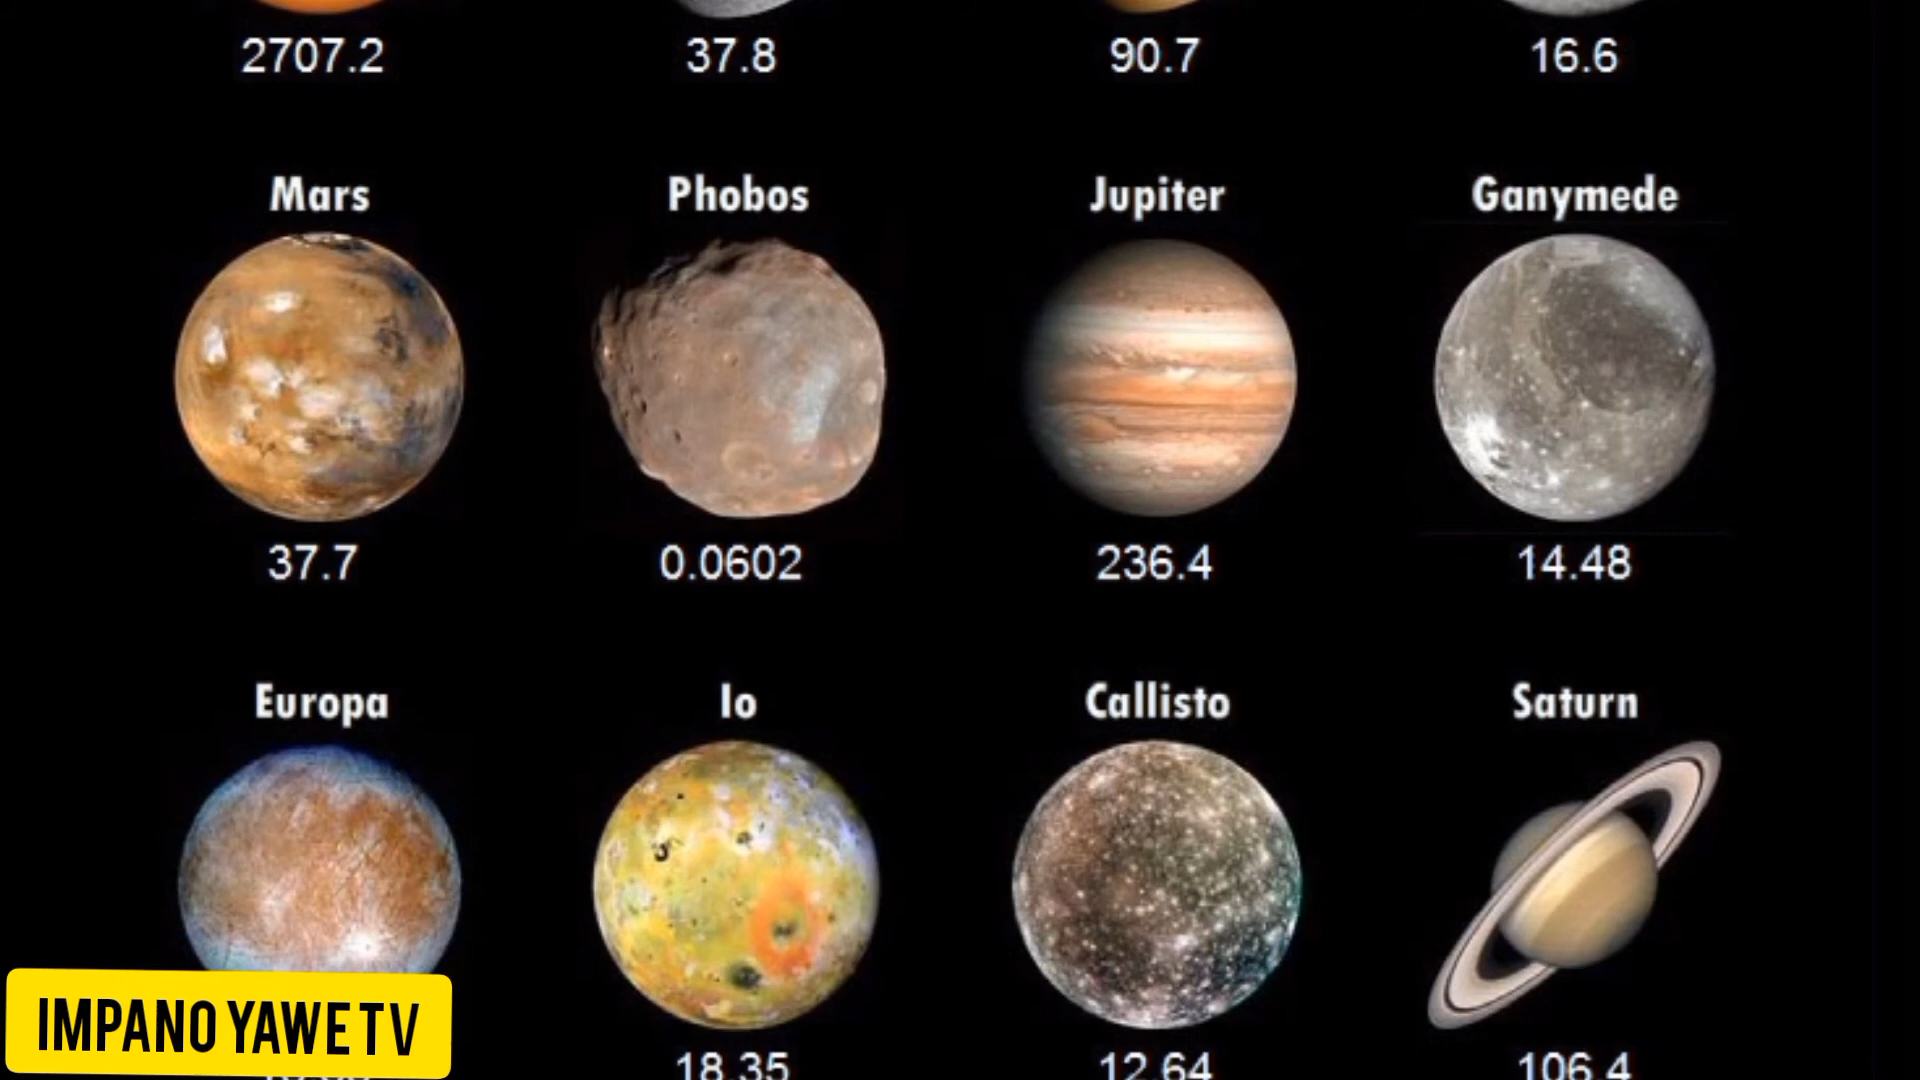 2707.2 37.8 90.7 16.6
Mars Phobos Jupiter Ganymede
37.7 0.0602 236.4 14.48
Europa Io Callisto Saturn
18.35 12.64 106.4
IMPANO YAWE TV